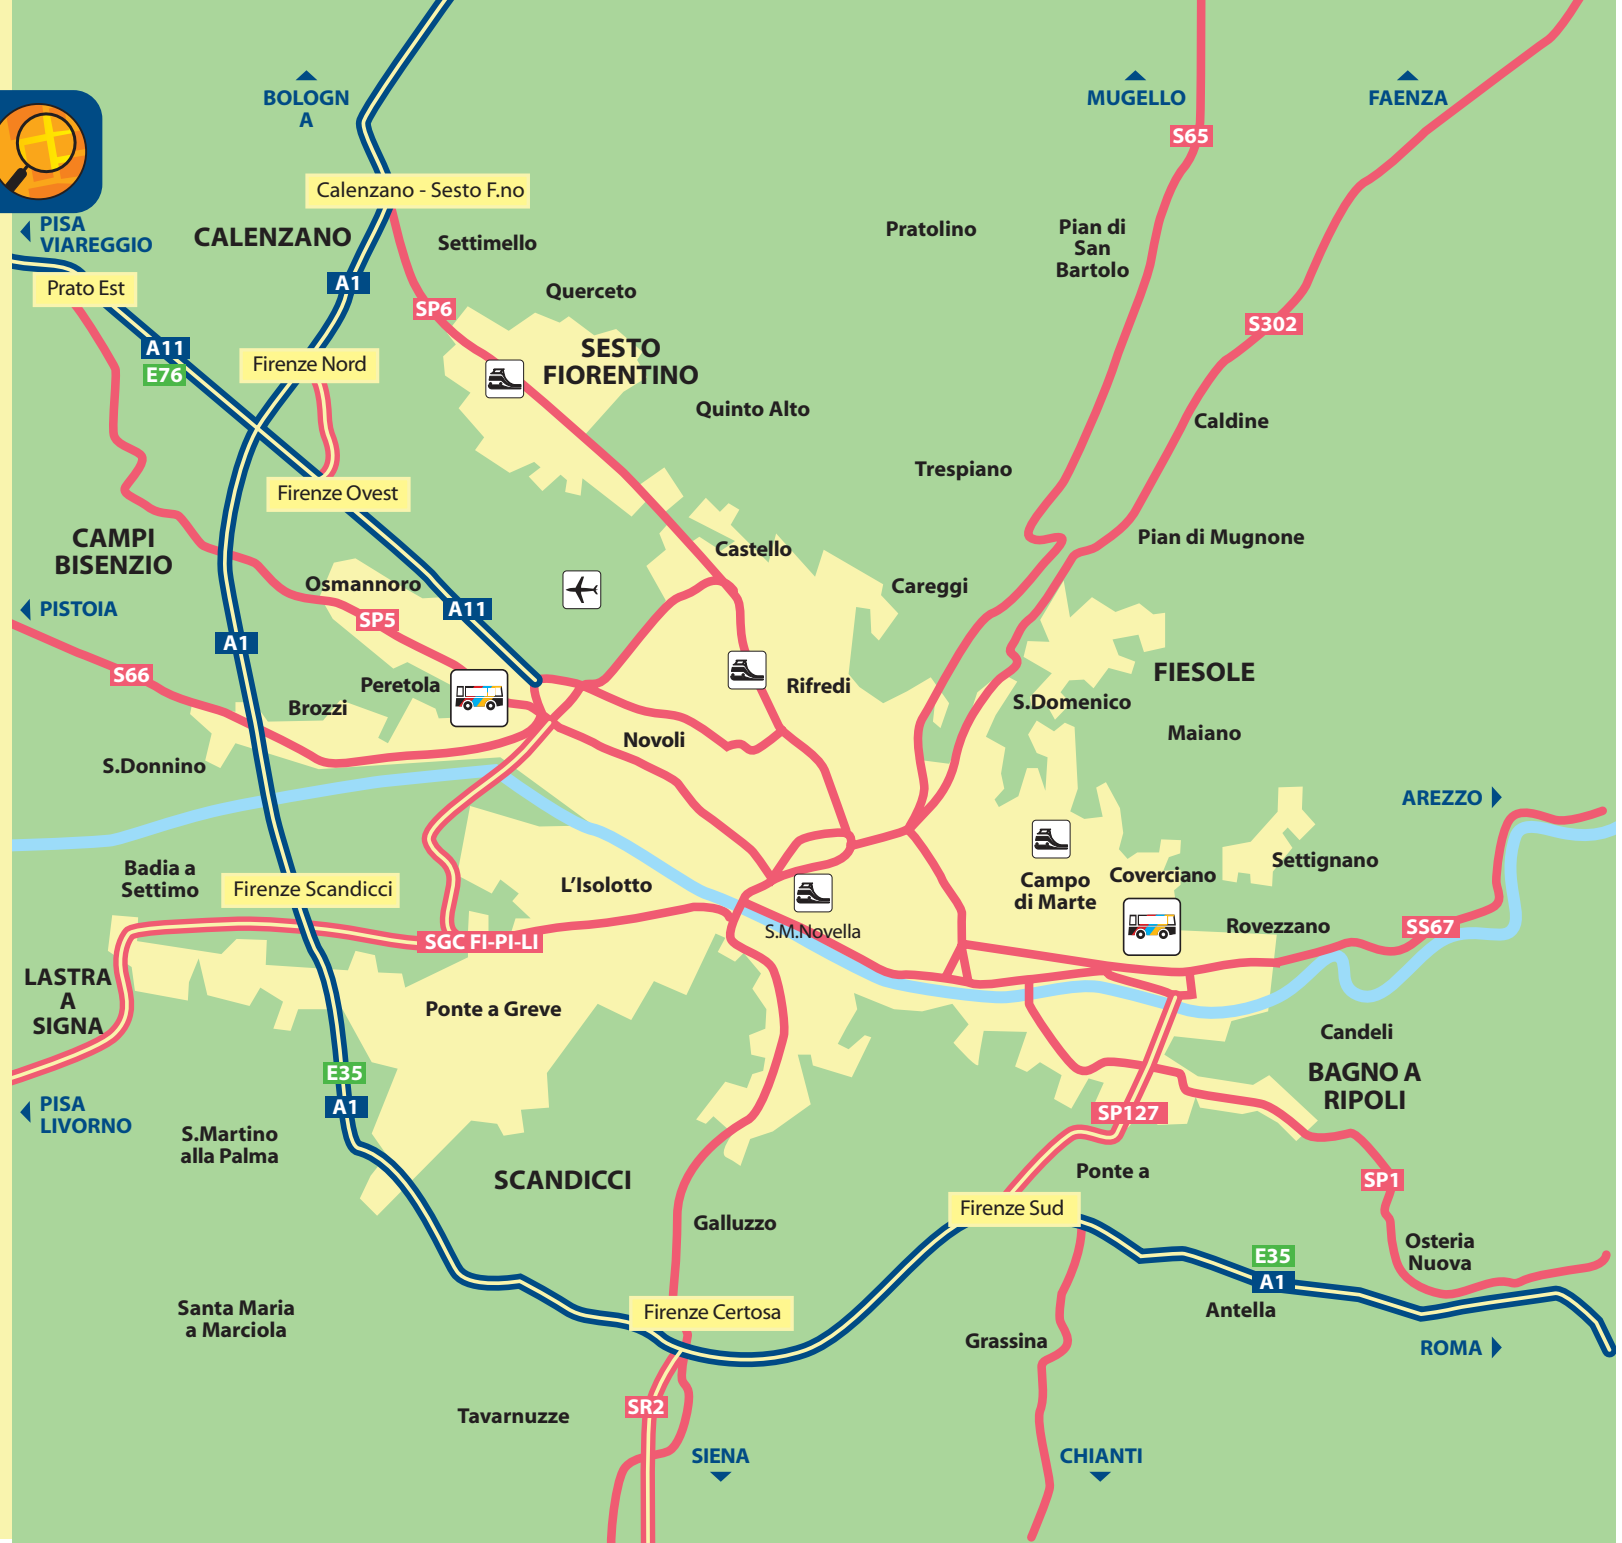 BOLOGN
A
MUGELLO
FAENZA
S65
Calenzano - Sesto F.no
PISA
VIAREGGIO
CALENZANO
Settimello
Pratolino
Pian di
San
Bartolo
Prato Est
A1
SP6
Querceto
S302
A11
E76
Firenze Nord
SESTO
FIORENTINO
Quinto Alto
Caldine
Trespiano
Firenze Ovest
CAMPI
BISENZIO
Castello
Pian di Mugnone
Osmannoro
Careggi
PISTOIA
SP5
A11
A1
S66
Peretola
Rifredi
FIESOLE
Brozzi
S.Domenico
Novoli
Maiano
S.Donnino
AREZZO
Badia a
Settimo
Firenze Scandicci
L'Isolotto
Campo
di Marte
Coverciano
Settignano
S.M.Novella
Rovezzano
SS67
SGC FI-PI-LI
LASTRA
A
SIGNA
Ponte a Greve
Candeli
E35
A1
BAGNO A
RIPOLI
PISA
LIVORNO
SP127
S.Martino
alla Palma
SCANDICCI
Ponte a
SP1
Firenze Sud
Galluzzo
Osteria
Nuova
E35
A1
Antella
Santa Maria
a Marciola
Firenze Certosa
Grassina
ROMA
SR2
Tavarnuzze
SIENA
CHIANTI